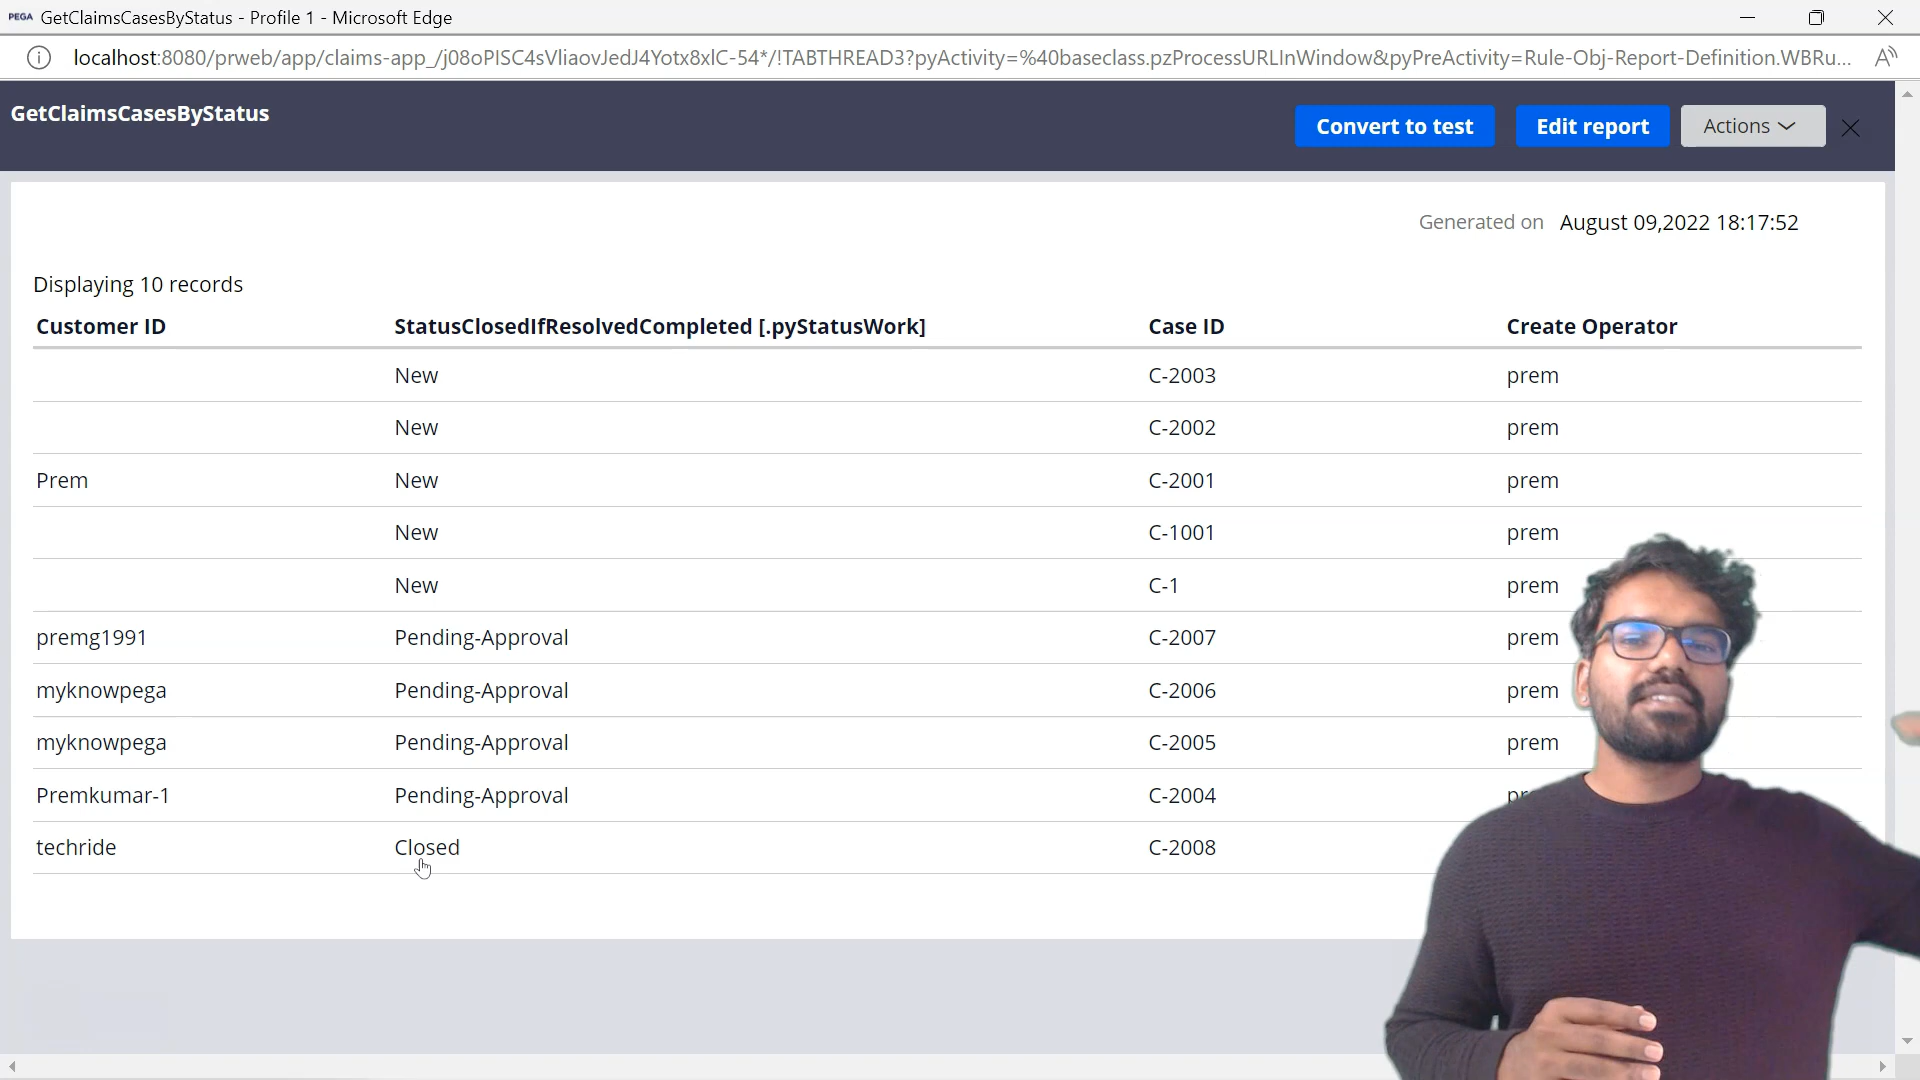 PEGA GetClaimsCasesByStatus - Profile 1 - Microsoft Edge
localhost:8080/prweb/app/claims-app_/j08oPISC4sVliaovJedJ4Yotx8xIC-54*/!TABTHREAD3?pyActivity=%40baseclass.pzProcessURLInWindow&pyPreActivity=Rule-Obj-Report-Definition.WBRu...
GetClaimsCasesByStatus
Convert to test Edit report Actions
Generated on August 09,2022 18:17:52
Displaying 10 records
Customer ID StatusClosedIfResolvedCompleted [.pyStatusWork] Case ID Create Operator
New C-2003 prem
New C-2002 prem
Prem New C-2001 prem
New C-1001 prem
New C-1 prem
premg1991 Pending-Approval C-2007 prem
myknowpega Pending-Approval C-2006 prem
myknowpega Pending-Approval C-2005 prem
Premkumar-1 Pending-Approval C-2004
techride Closed C-2008